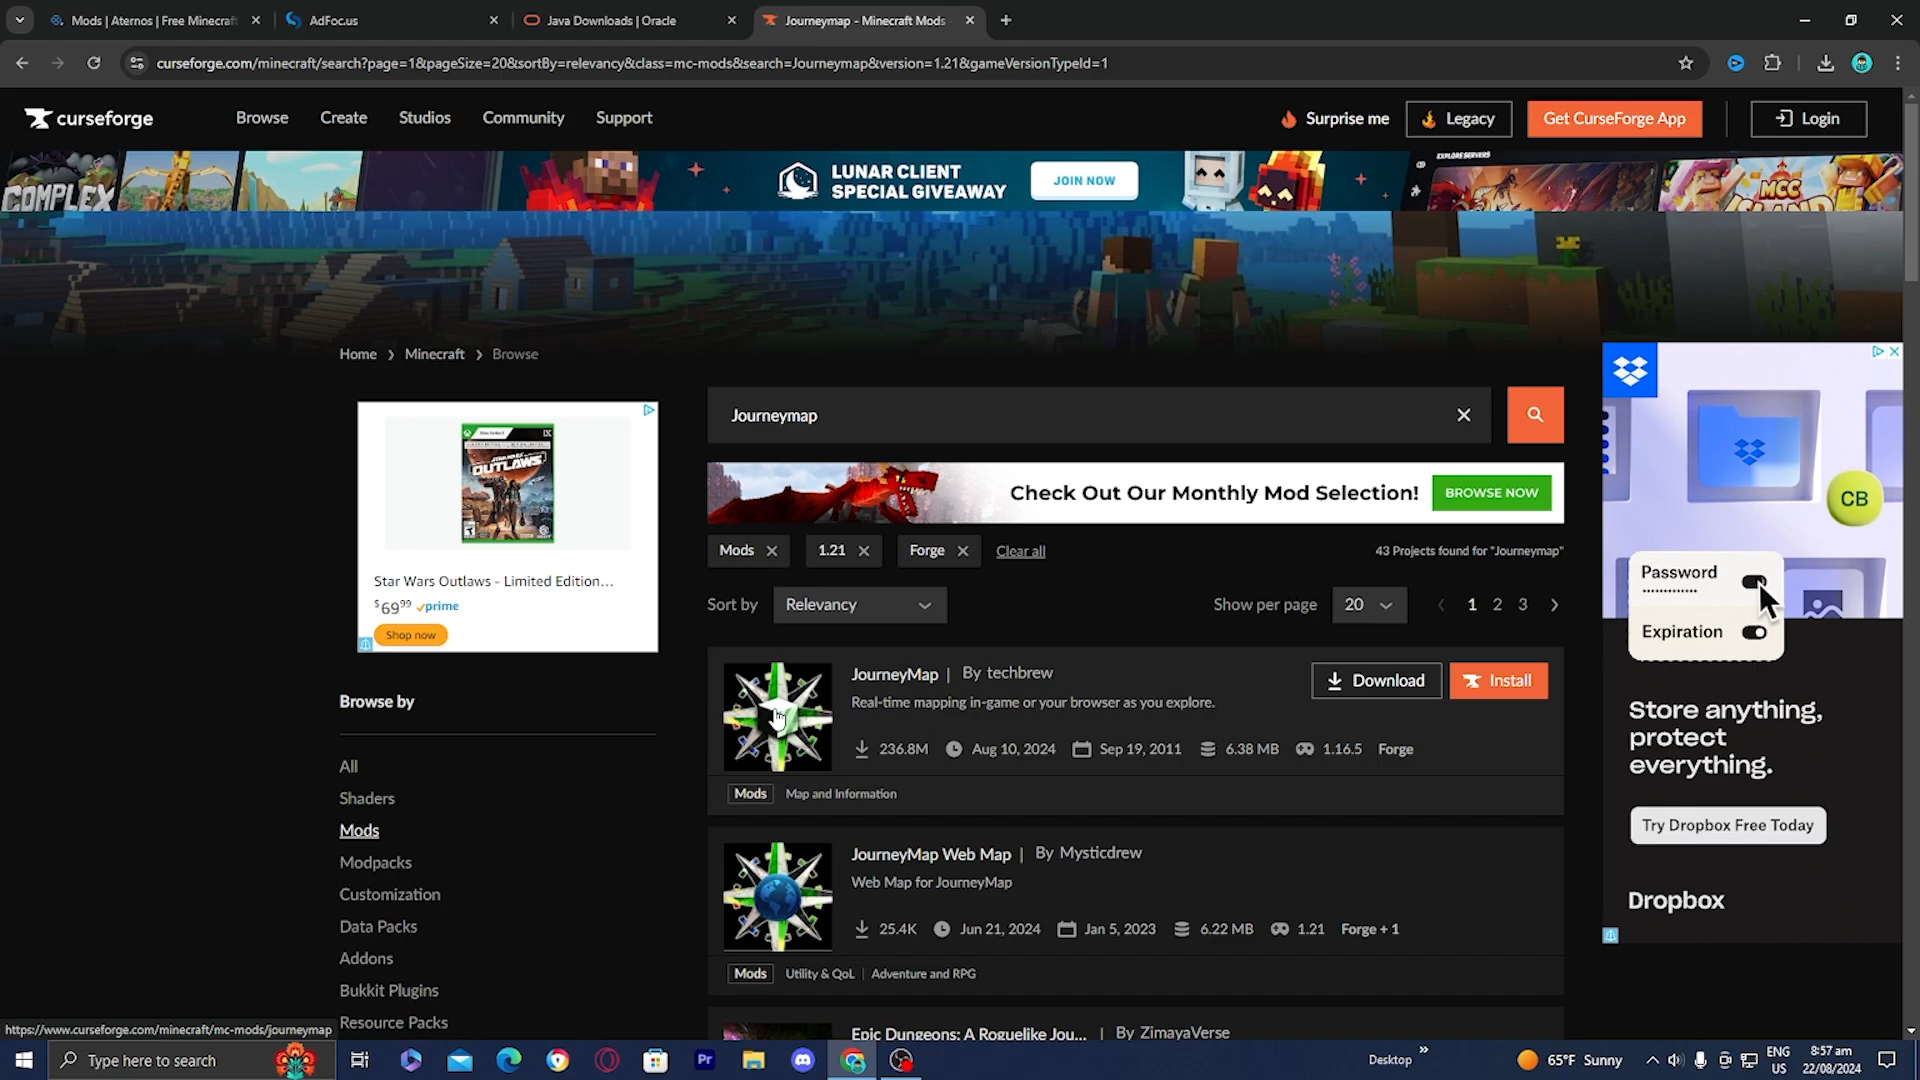 Mods | Aternos | Free Minecraft
AdFoc.us
Java Downloads | Oracle
Journeymap - Minecraft Mods
curseforge.com/minecraft/search?page=1&pageSize=20&sortBy=relevancy&class=mc-mods&search=Journeymap&version=1.21&gameVersionTypeId=1
curseforge
Browse
Create
Studios
Community
Support
Surprise me
Legacy
Get CurseForge App
Login
COMPLEX
LUNAR CLIENT
SPECIAL GIVEAWAY
JOIN NOW
EXPLORE SERVERS
MCC
ISLAND
Home > Minecraft > Browse
Journeymap
Check Out Our Monthly Mod Selection!
BROWSE NOW
Mods
1.21
Forge
Clear all
43 Projects found for "Journeymap"
Sort by
Relevancy
Show per page
20
1 2 3
STAR WARS
OUTLAWS
Star Wars Outlaws - Limited Edition...
$69.99 prime
Shop now
JourneyMap | By techbrew
Download
Install
Real-time mapping in-game or your browser as you explore.
236.8M
Aug 10, 2024
Sep 19, 2011
6.38 MB
1.16.5
Forge
Mods
Map and Information
JourneyMap Web Map | By Mysticdrew
Web Map for JourneyMap
25.4K
Jun 21, 2024
Jan 5, 2023
6.22 MB
1.21
Forge + 1
Mods
Utility & QoL | Adventure and RPG
Epic Dungeons: A Roguelike Jou... | By ZimayaVerse
Browse by
All
Shaders
Mods
Modpacks
Customization
Data Packs
Addons
Bukkit Plugins
Resource Packs
CB
Password
Expiration
Store anything,
protect
everything.
Try Dropbox Free Today
Dropbox
https://www.curseforge.com/minecraft/mc-mods/journeymap
Type here to search
Pr
Desktop
65°F Sunny
ENG
US
8:57 am
22/08/2024